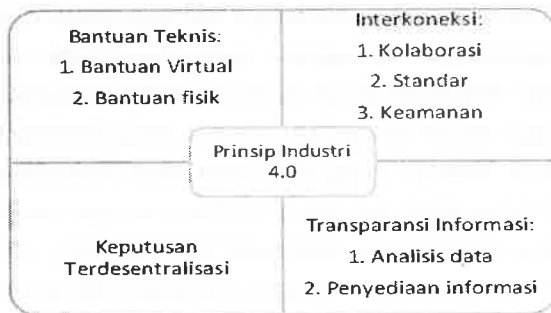 Bantuan Teknis:
1. Bantuan Virtual
2. Bantuan fisik
Interkoneksi:
1. Kolaborasi
2. Standar
3. Keamanan
Prinsip Industri
4.0
Keputusan
Terdesentralisasi
Transparansi Informasi:
1. Analisis data
2. Penyediaan informasi